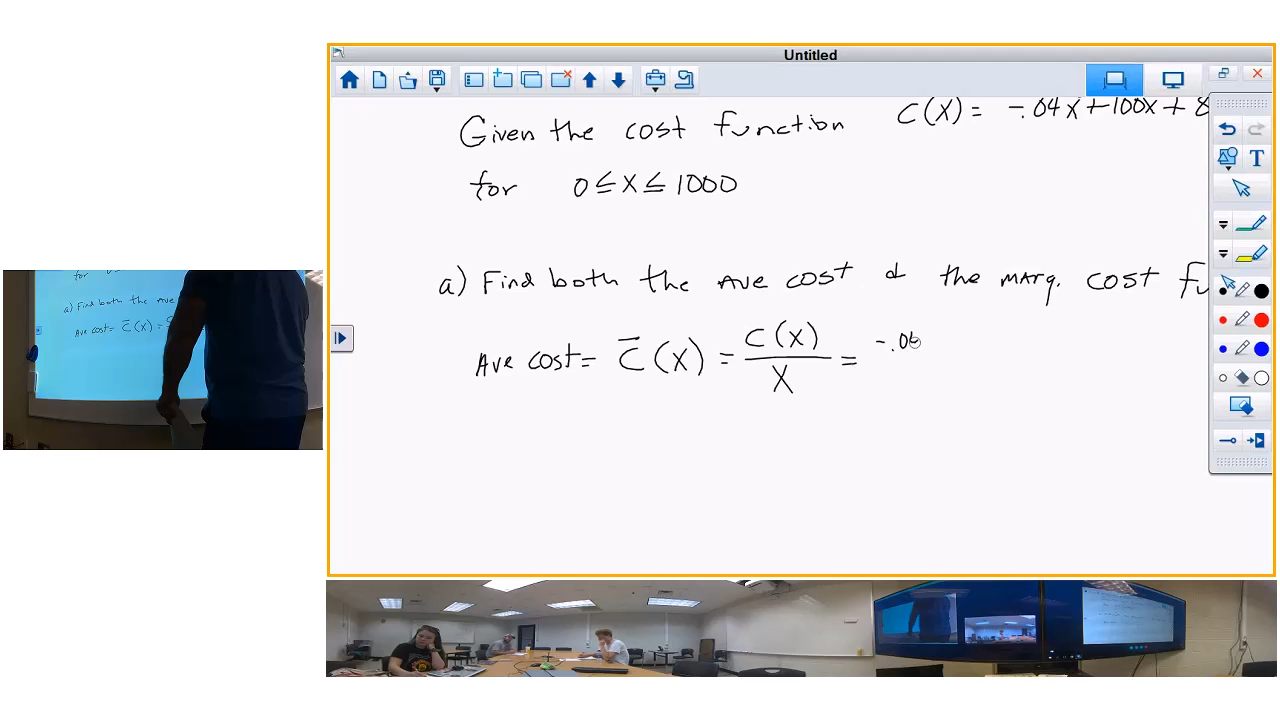 Untitled
Given the cost function C(X) = -.04X+100X+8
for 0≤X≤1000
a) Find both the Ave cost & the marg. cost fu
Ave cost = C̅(X) = C(X)/X = -.06